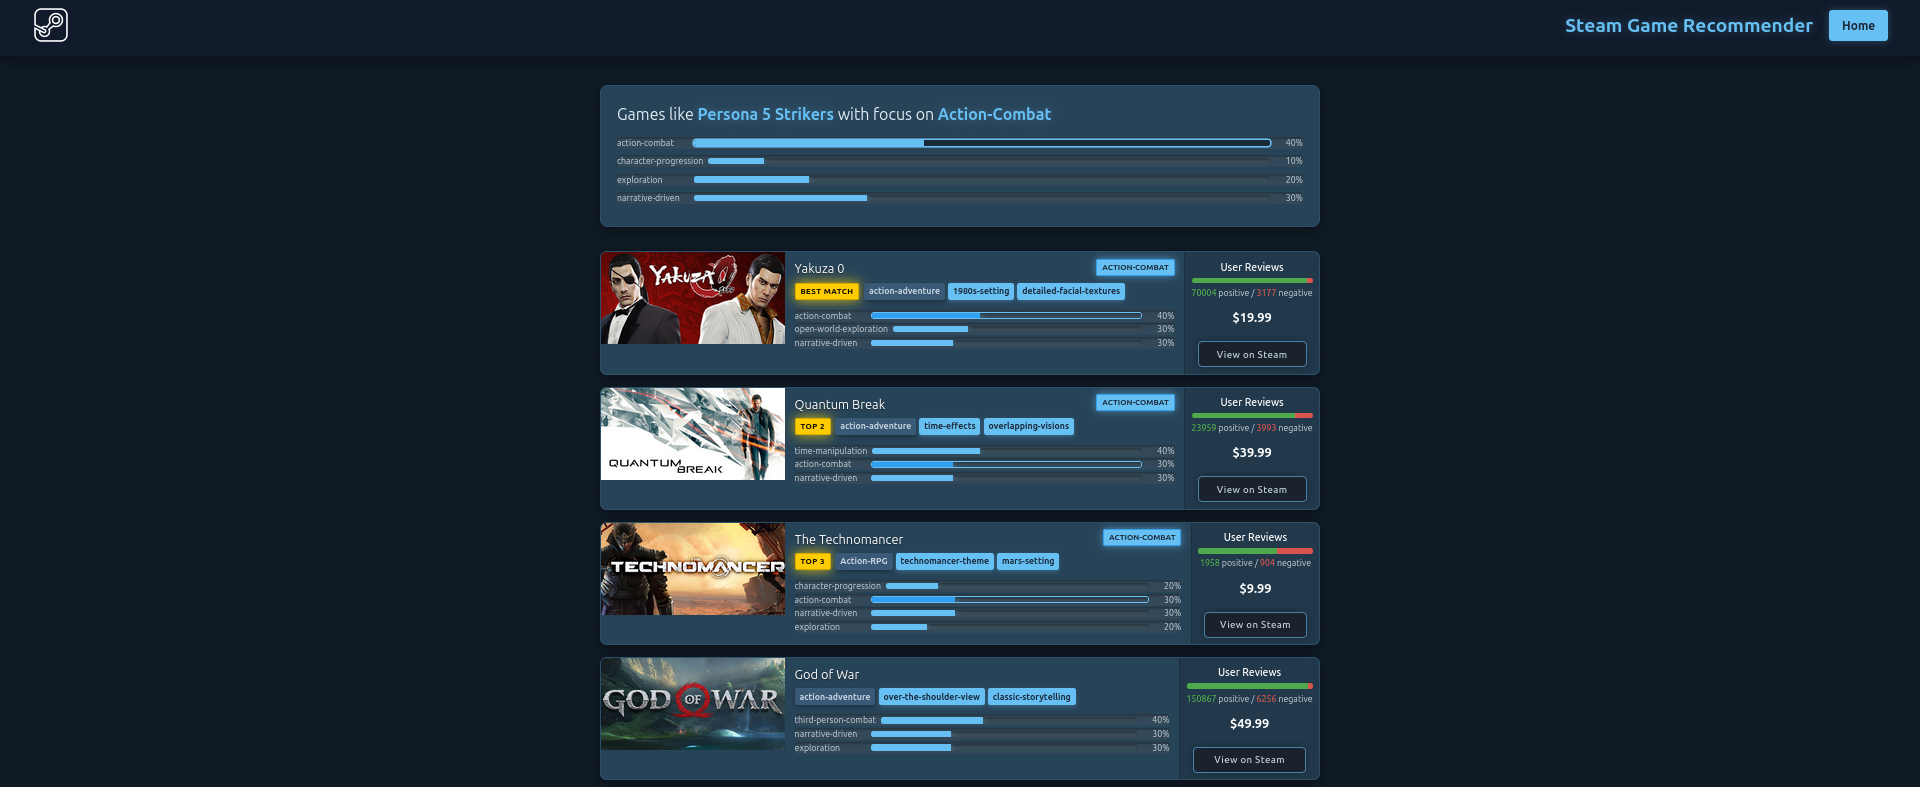 Steam Game Recommender Home
Games like Persona 5 Strikers with focus on Action-Combat
action-combat 40%
character-progression 10%
exploration 20%
narrative-driven 30%
YAKUZA 0
Yakuza 0 ACTION-COMBAT
BEST MATCH action-adventure 1980s-setting detailed-facial-textures
action-combat 40%
open-world-exploration 30%
narrative-driven 30%
User Reviews
70004 positive / 3177 negative
$19.99
View on Steam
QUANTUM
BREAK
Quantum Break ACTION-COMBAT
TOP 2 action-adventure time-effects overlapping-visions
time-manipulation 40%
action-combat 30%
narrative-driven 30%
User Reviews
23959 positive / 3993 negative
$39.99
View on Steam
TECHNOMANCER
The Technomancer ACTION-COMBAT
TOP 3 Action-RPG technomancer-theme mars-setting
character-progression 20%
action-combat 30%
narrative-driven 30%
exploration 20%
User Reviews
1958 positive / 904 negative
$9.99
View on Steam
GOD OF WAR
God of War
action-adventure over-the-shoulder-view classic-storytelling
third-person-combat 40%
narrative-driven 30%
exploration 30%
User Reviews
150867 positive / 6256 negative
$49.99
View on Steam